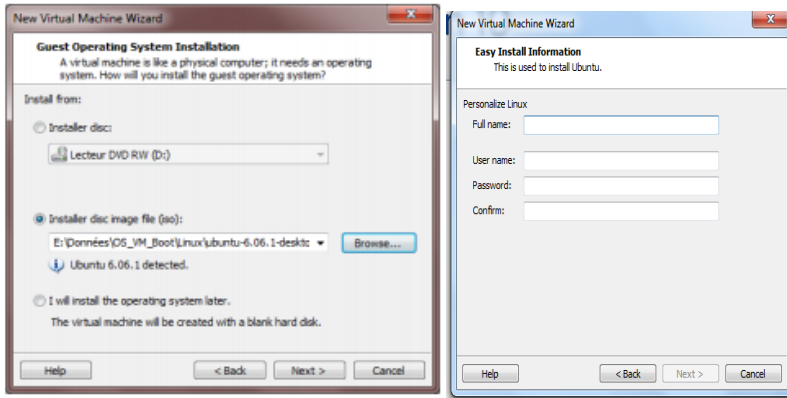 New Virtual Machine Wizard
Guest Operating System Installation
A virtual machine is like a physical computer; it needs an operating
system. How will you install the guest operating system?
Install from:
Installer disc:
Lecteur DVD RW (D:)
Installer disc image file (iso):
E:\Données\OS_VM_Boot\Linux\ubuntu-6.06.1-deskto
Browse...
Ubuntu 6.06.1 detected.
I will install the operating system later.
The virtual machine will be created with a blank hard disk.
Help
< Back
Next >
Cancel
New Virtual Machine Wizard
Easy Install Information
This is used to install Ubuntu.
Personalize Linux
Full name:
User name:
Password:
Confirm:
Help
< Back
Next >
Cancel